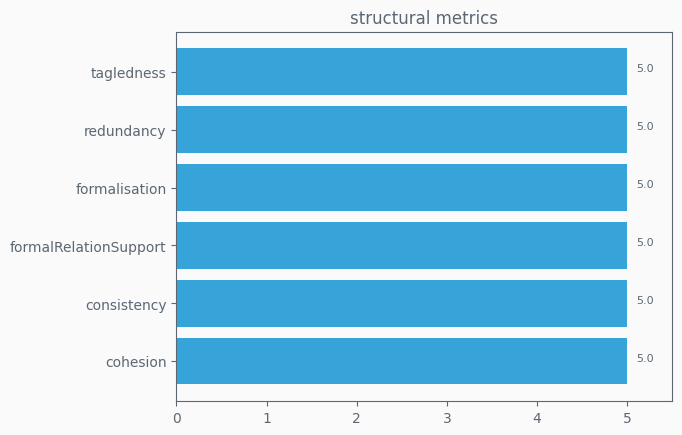 structural metrics
tagledness 5.0
redundancy 5.0
formalisation 5.0
formalRelationSupport 5.0
consistency 5.0
cohesion 5.0
0 1 2 3 4 5